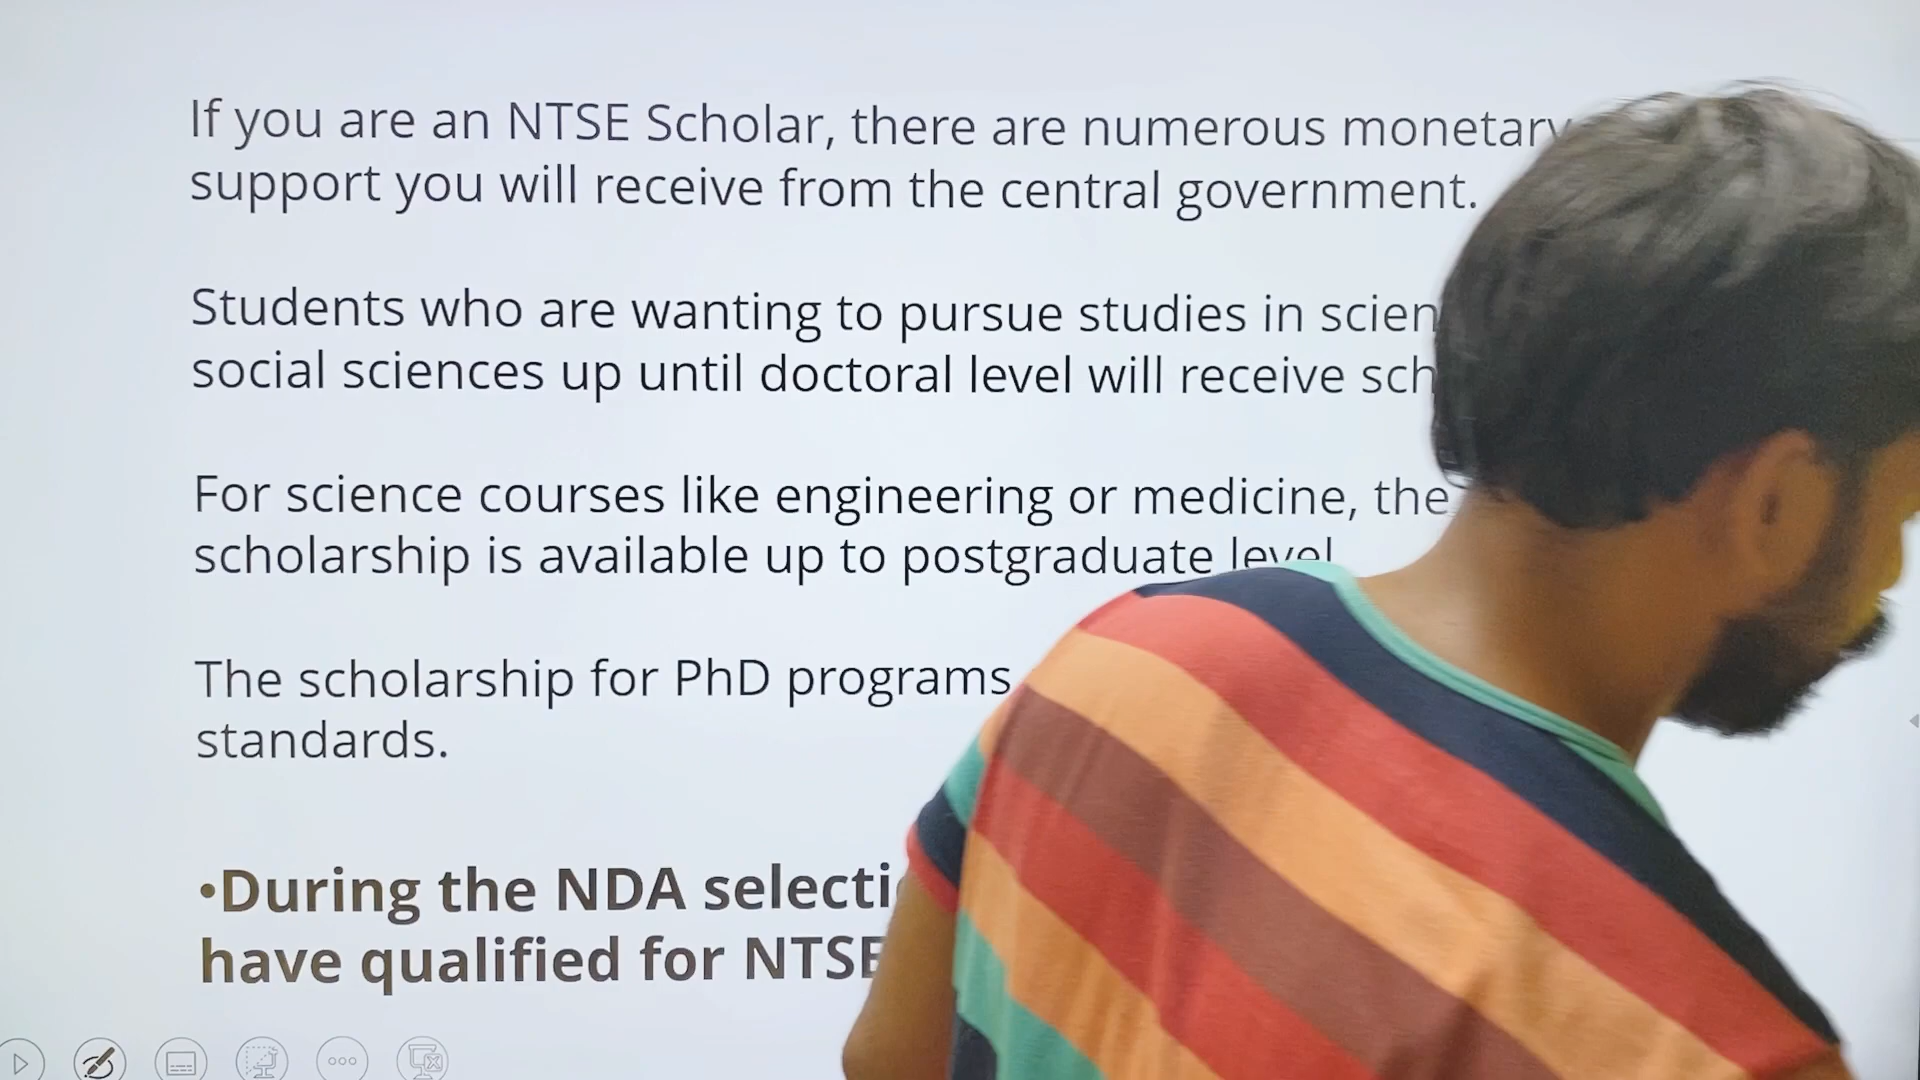 If you are an NTSE Scholar, there are numerous monetary
support you will receive from the central government.
Students who are wanting to pursue studies in
social sciences up until doctoral level will receive
For science courses like engineering or medicine, the
scholarship is available up to postgraduate level
The scholarship for PhD programs
standards.
•During the NDA
have qualified for NTSE